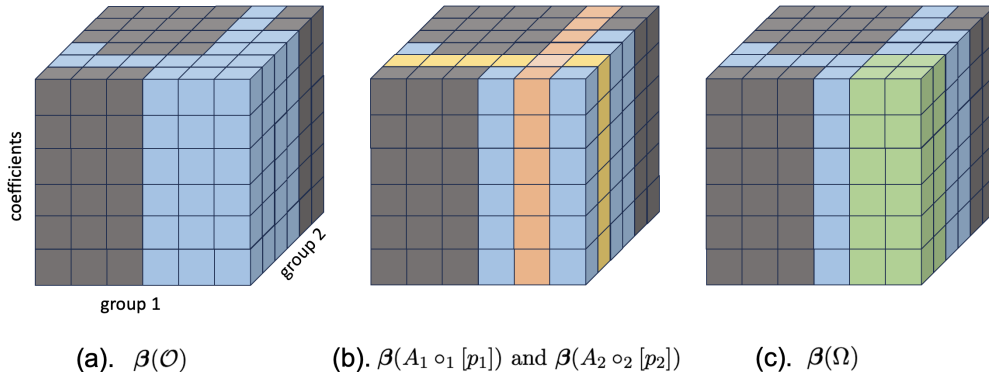 coefficients
group 1
group 2
(a). 𝜷(𝒪)
(b). 𝜷(A₁ ∘₁ [p₁]) and 𝜷(A₂ ∘₂ [p₂])
(c). 𝜷(Ω)